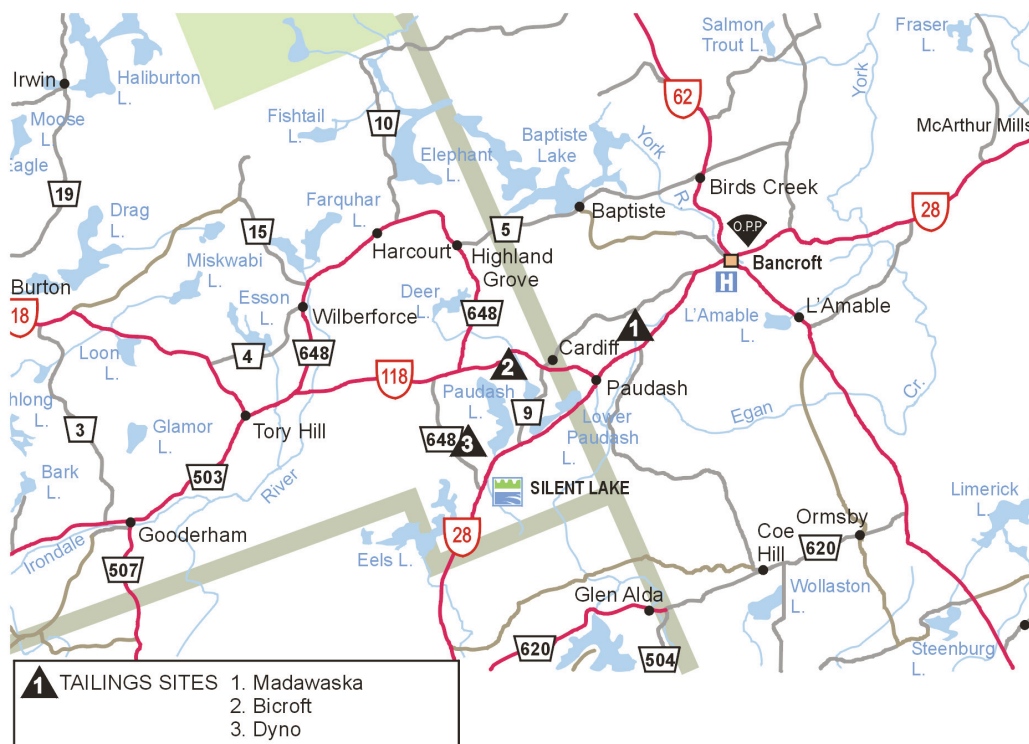 Salmon
Trout L.
Fraser
L.
Irwin
Haliburton
L.
Moose
L.
Eagle
19
Fishtail
L.
10
Elephant
L.
Baptiste
Lake
York
R.
62
York
McArthur Mills
Birds Creek
Drag
L.
Farquhar
L.
15
Baptiste
O.P.P
28
Miskwabi
L.
Harcourt
5
Highland
Grove
Bancroft
H
Burton
18
Esson
L.
Wilberforce
Deer
L.
648
L'Amable
L.
L'Amable
Loon
L.
4
648
118
2
Cardiff
1
Paudash
hlong
L.
3
Glamor
L.
Tory Hill
Paudash
L.
9
648
3
Lower
Paudash
L.
Egan
Cr.
Bark
L.
503
River
SILENT LAKE
Limerick
L.
Gooderham
Irondale
507
28
Eels L.
Coe
Hill
Ormsby
620
Glen Alda
Wollaston
L.
620
504
Steenburg
L.
1 TAILINGS SITES 1. Madawaska
2. Bicroft
3. Dyno